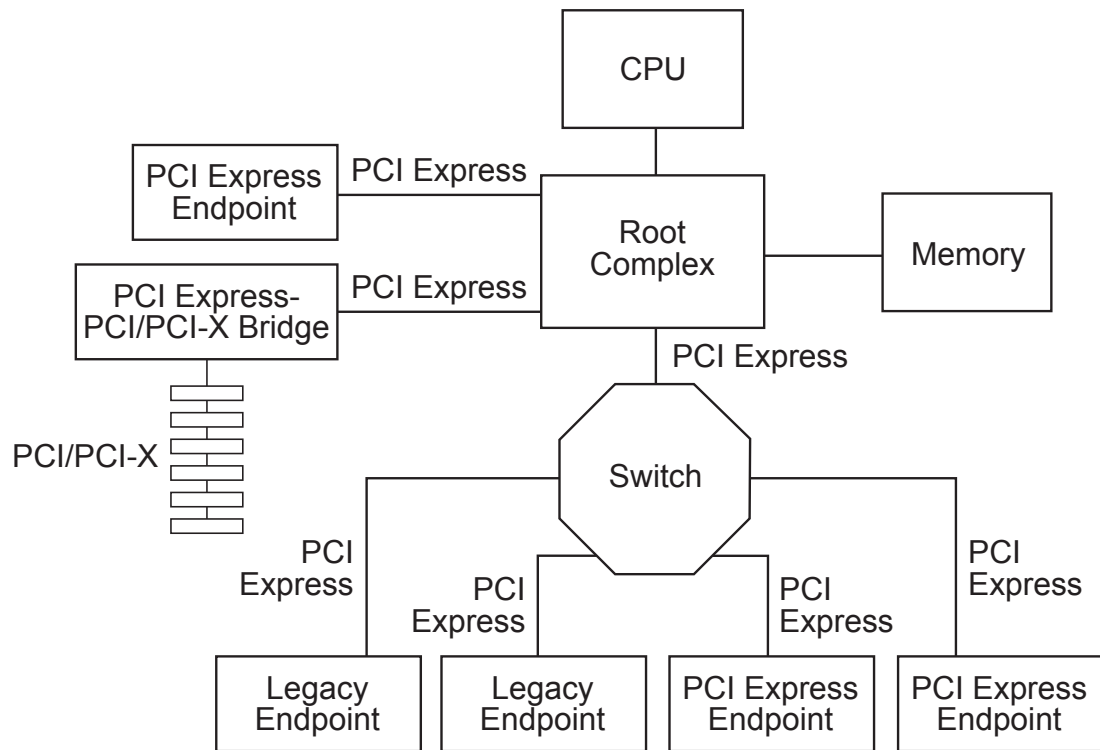 CPU
PCI Express
Endpoint
PCI Express
Root
Complex
Memory
PCI Express-
PCI/PCI-X Bridge
PCI Express
PCI Express
PCI/PCI-X
Switch
PCI
Express
PCI
Express
PCI
Express
PCI
Express
Legacy
Endpoint
Legacy
Endpoint
PCI Express
Endpoint
PCI Express
Endpoint